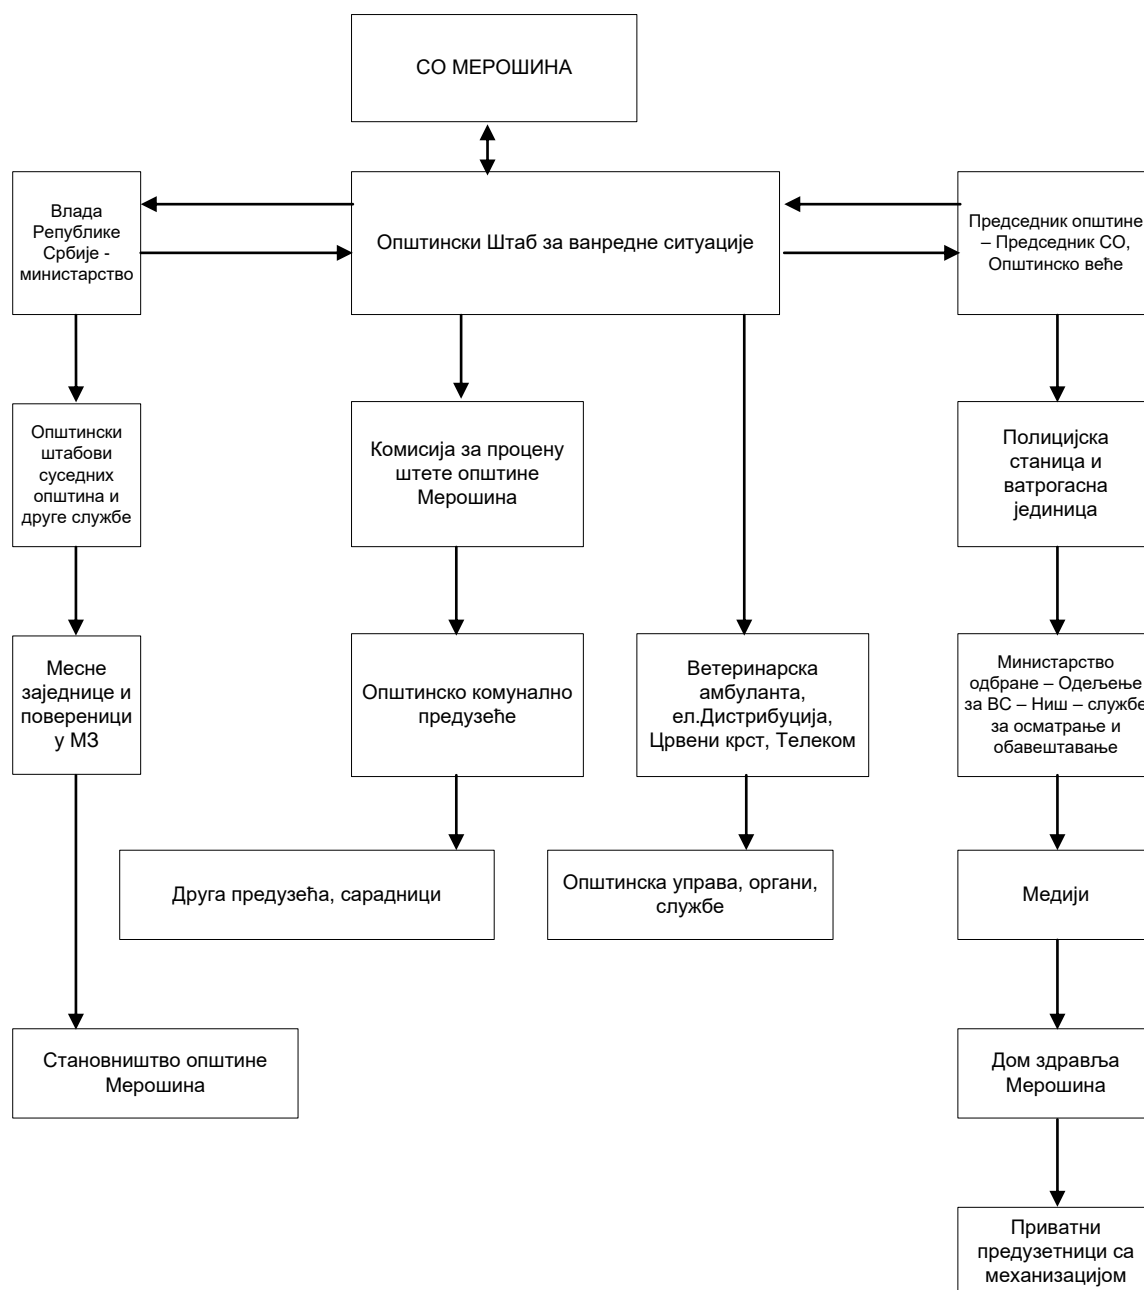 СО МЕРОШИНА
Влада
Републике
Србије -
министарство
Општински Штаб за ванредне ситуације
Председник општине
– Председник СО,
Општинско веће
Општински
штабови
суседних
општина и
друге службе
Комисија за процену
штете општине
Мерошина
Полицијска
станица и
ватрогасна
јединица
Месне
заједнице и
повереници
у МЗ
Општинско комунално
предузеће
Ветеринарска
амбуланта,
ел.Дистрибуција,
Црвени крст, Телеком
Министарство
одбране – Одељење
за ВС – Ниш – службе
за осматрање и
обавештавање
Друга предузећа, сарадници
Општинска управа, органи,
службе
Медији
Становништво општине
Мерошина
Дом здравља
Мерошина
Приватни
предузетници са
механизацијом